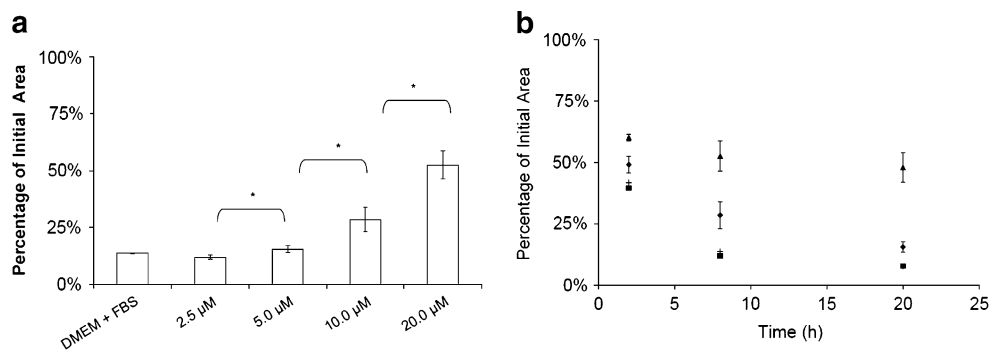 a
Percentage of Initial Area
100%
75%
50%
25%
0%
*
*
*
DMEM + FBS
2.5 µM
5.0 µM
10.0 µM
20.0 µM
b
Percentage of Initial Area
100%
75%
50%
25%
0%
0 5 10 15 20 25
Time (h)